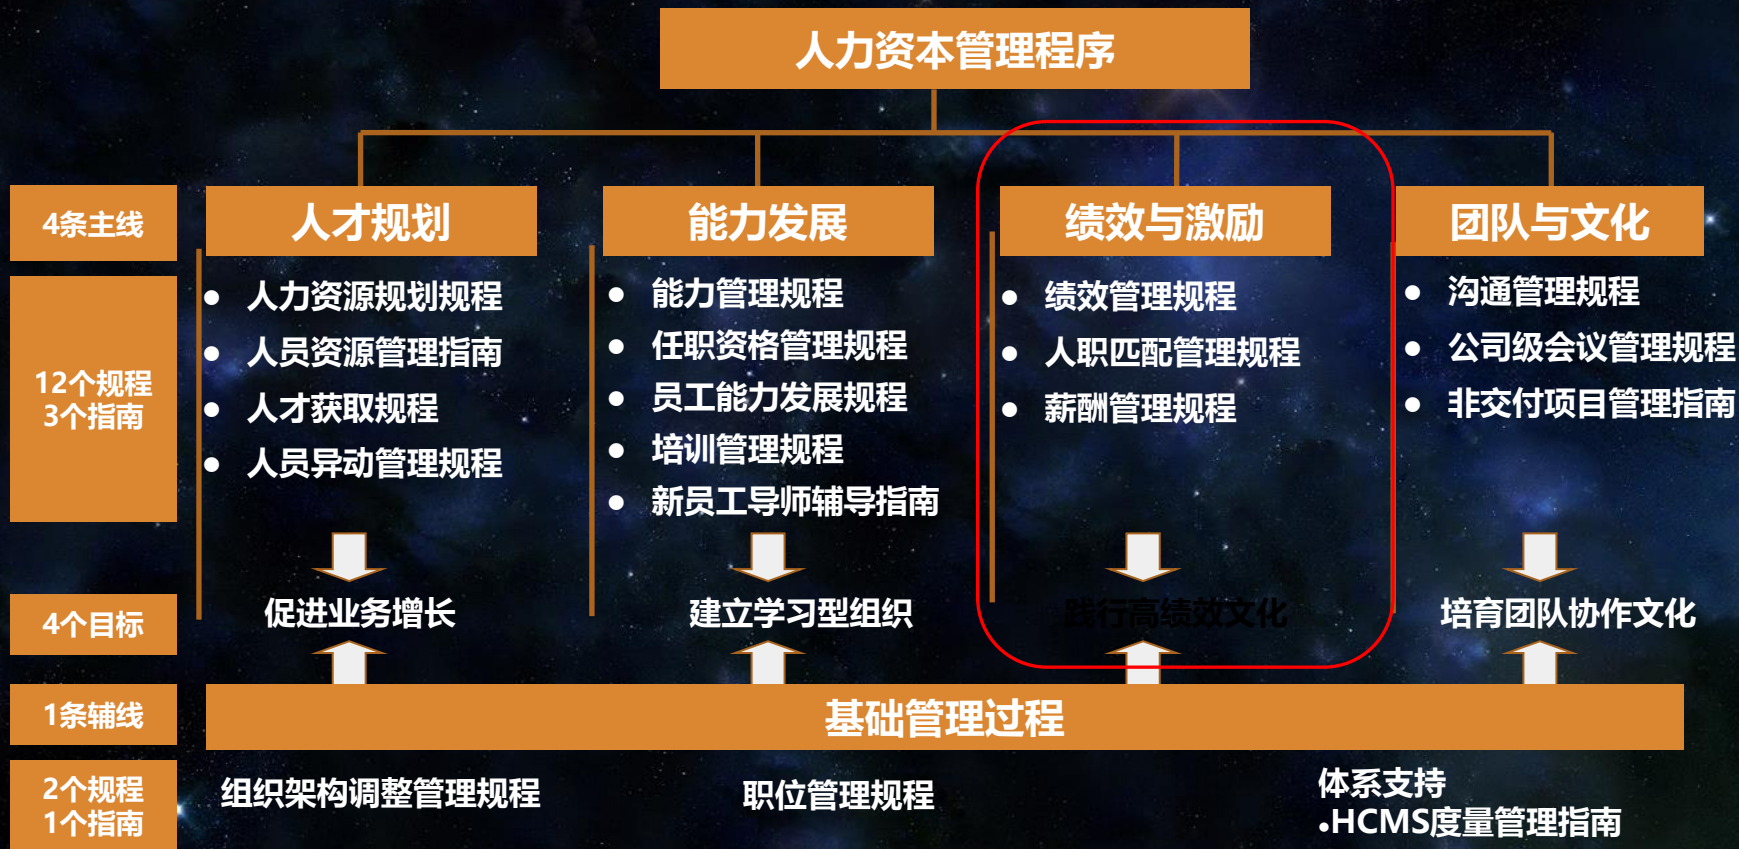 人力资本管理程序
4条主线
人才规划
能力发展
绩效与激励
团队与文化
12个规程
3个指南
● 人力资源规划规程
● 人员资源管理指南
● 人才获取规程
● 人员异动管理规程
● 能力管理规程
● 任职资格管理规程
● 员工能力发展规程
● 培训管理规程
● 新员工导师辅导指南
● 绩效管理规程
● 人职匹配管理规程
● 薪酬管理规程
● 沟通管理规程
● 公司级会议管理规程
● 非交付项目管理指南
4个目标
促进业务增长
建立学习型组织
践行高绩效文化
培育团队协作文化
1条辅线
基础管理过程
2个规程
1个指南
组织架构调整管理规程
职位管理规程
体系支持
●HCMS度量管理指南